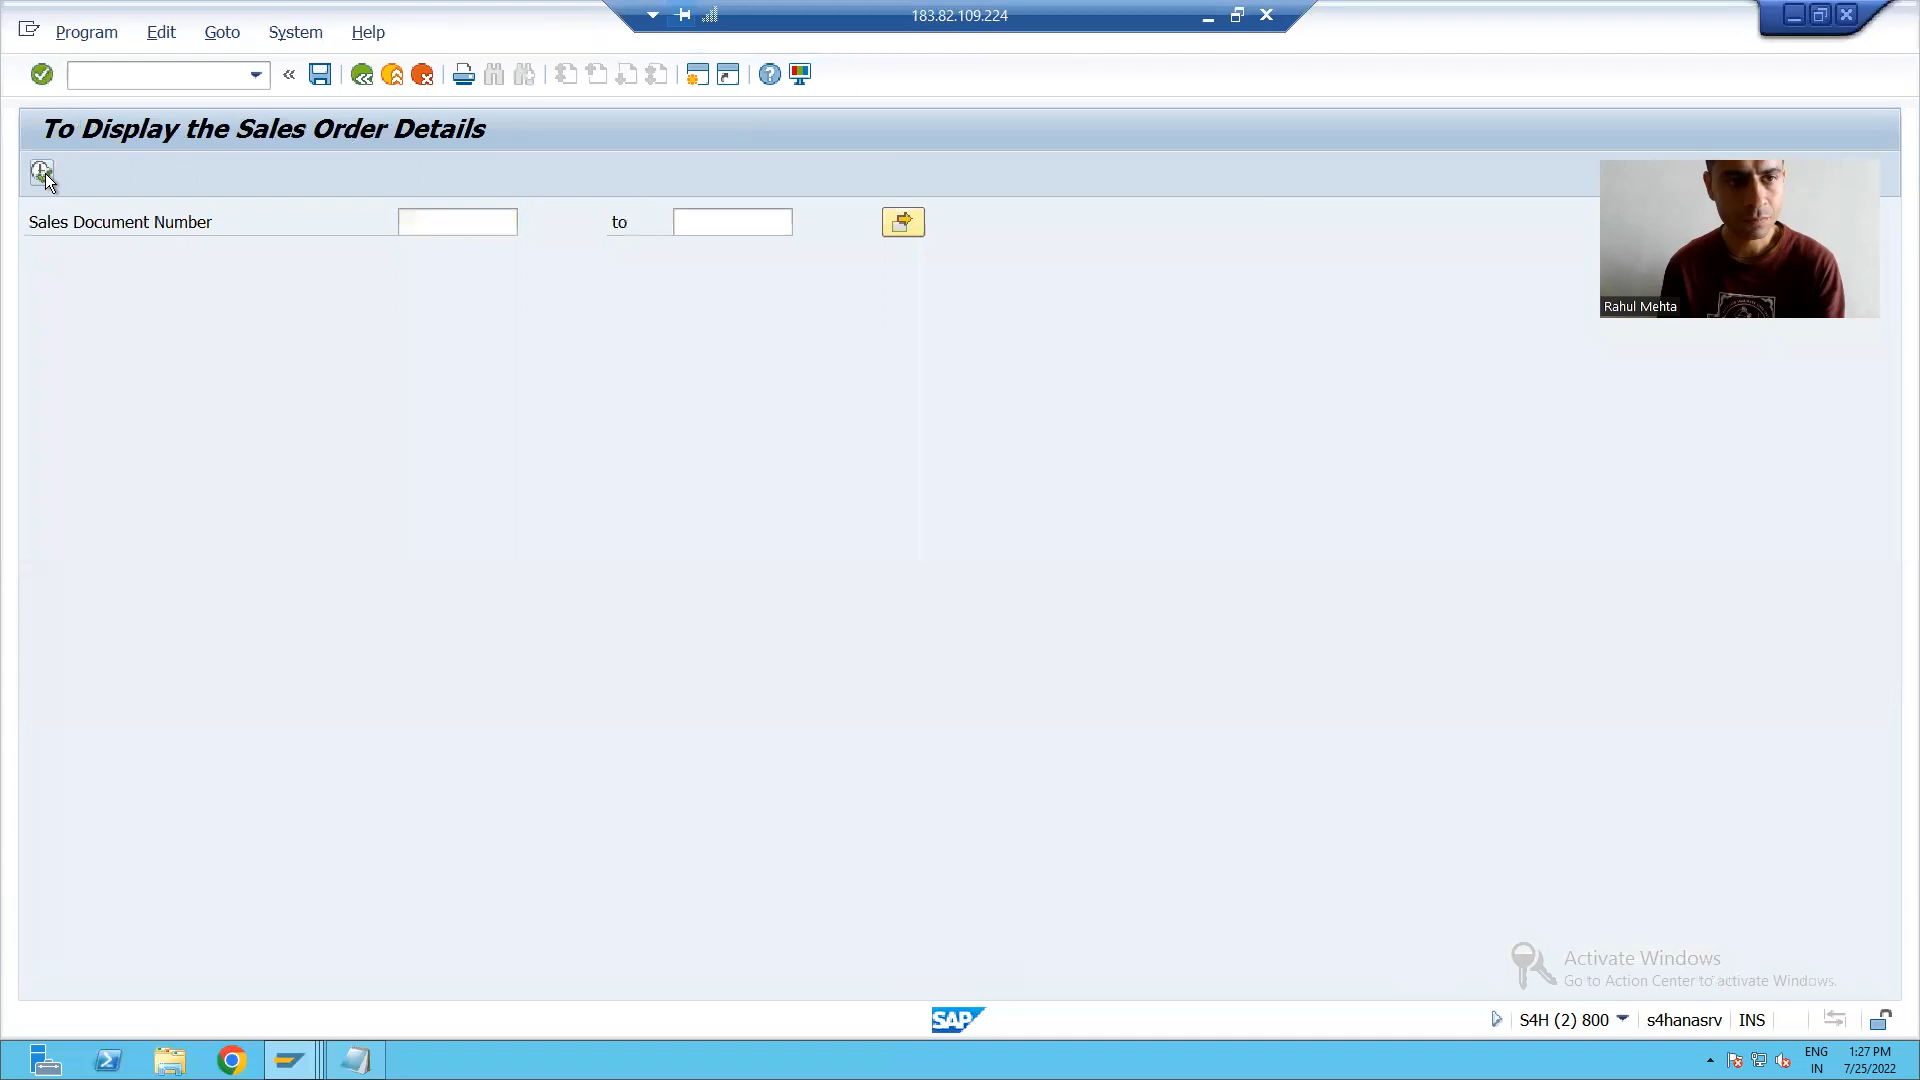 183.82.109.224
Program Edit Goto System Help
To Display the Sales Order Details
Sales Document Number to
Rahul Mehta
Activate Windows
Go to Action Center to activate Windows.
SAP
S4H (2) 800 s4hanasrv INS
ENG 1:27 PM
IN 7/25/2022